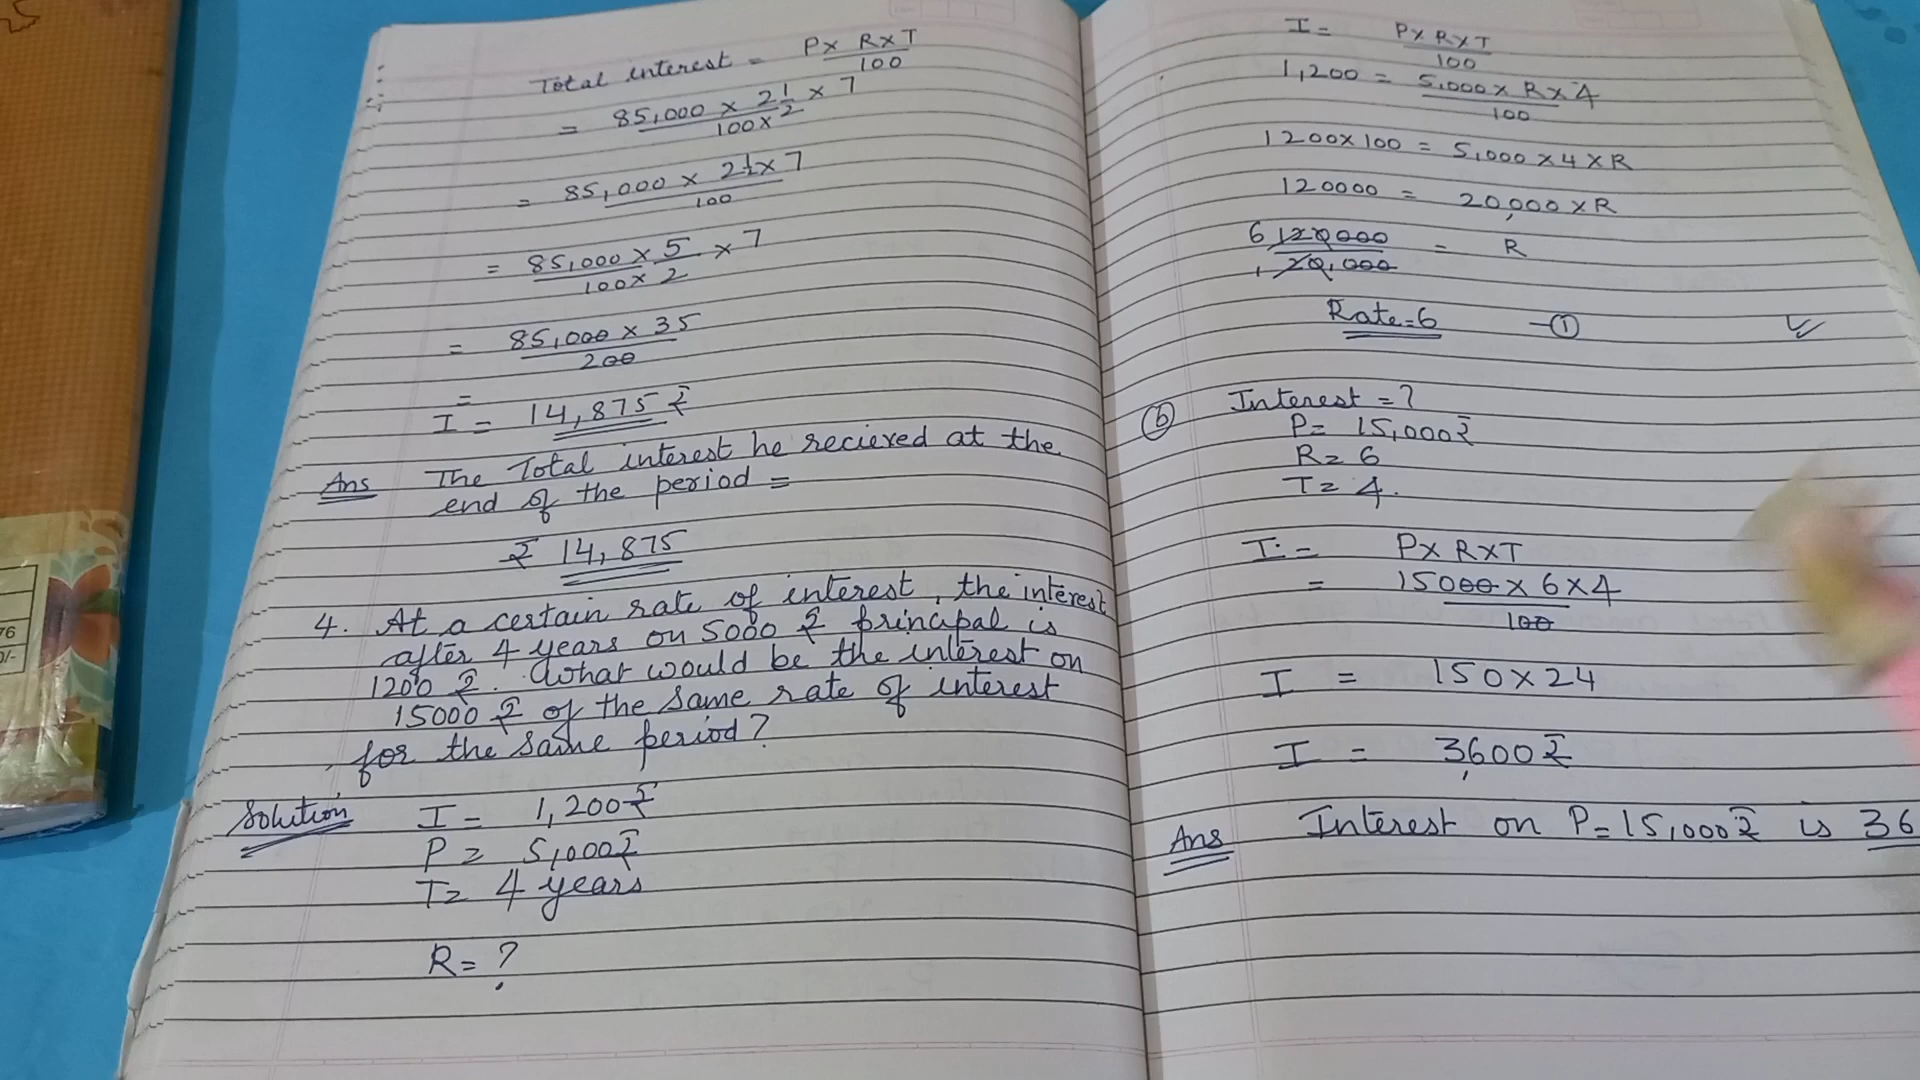 Total interest = P× R×T
100
= 85,000 × 2 1/2 × 7
100×
= 85,000 × 2 1/2 × 7
100
= 85,000 × 5 × 7
100× 2
= 85,000 × 35
200
=
I = 14,875 ₹
Ans The Total interest he recieved at the
end of the period =
₹ 14,875
4. At a certain rate of interest, the interest
after 4 years on 5000 ₹ principal is
1200 ₹. What would be the interest on
15000 ₹ of the same rate of interest
for the same period?
Solution I = 1,200 ₹
P = 5,000 ₹
T = 4 years
R = ?
I = P× R×T
100
1,200 = 5,000 × R × 4
100
1200×100 = 5,000 ×4 ×R
120000 = 20,000 ×R
6 120000 = R
1 20,000
Rate=6 -①
⑥ Interest = ?
P= 15,000₹
R= 6
T= 4.
I = P× R×T
= 15000 × 6 × 4
100
I = 150 × 24
I = 3600 ₹
Ans Interest on P=15,000₹ is 36